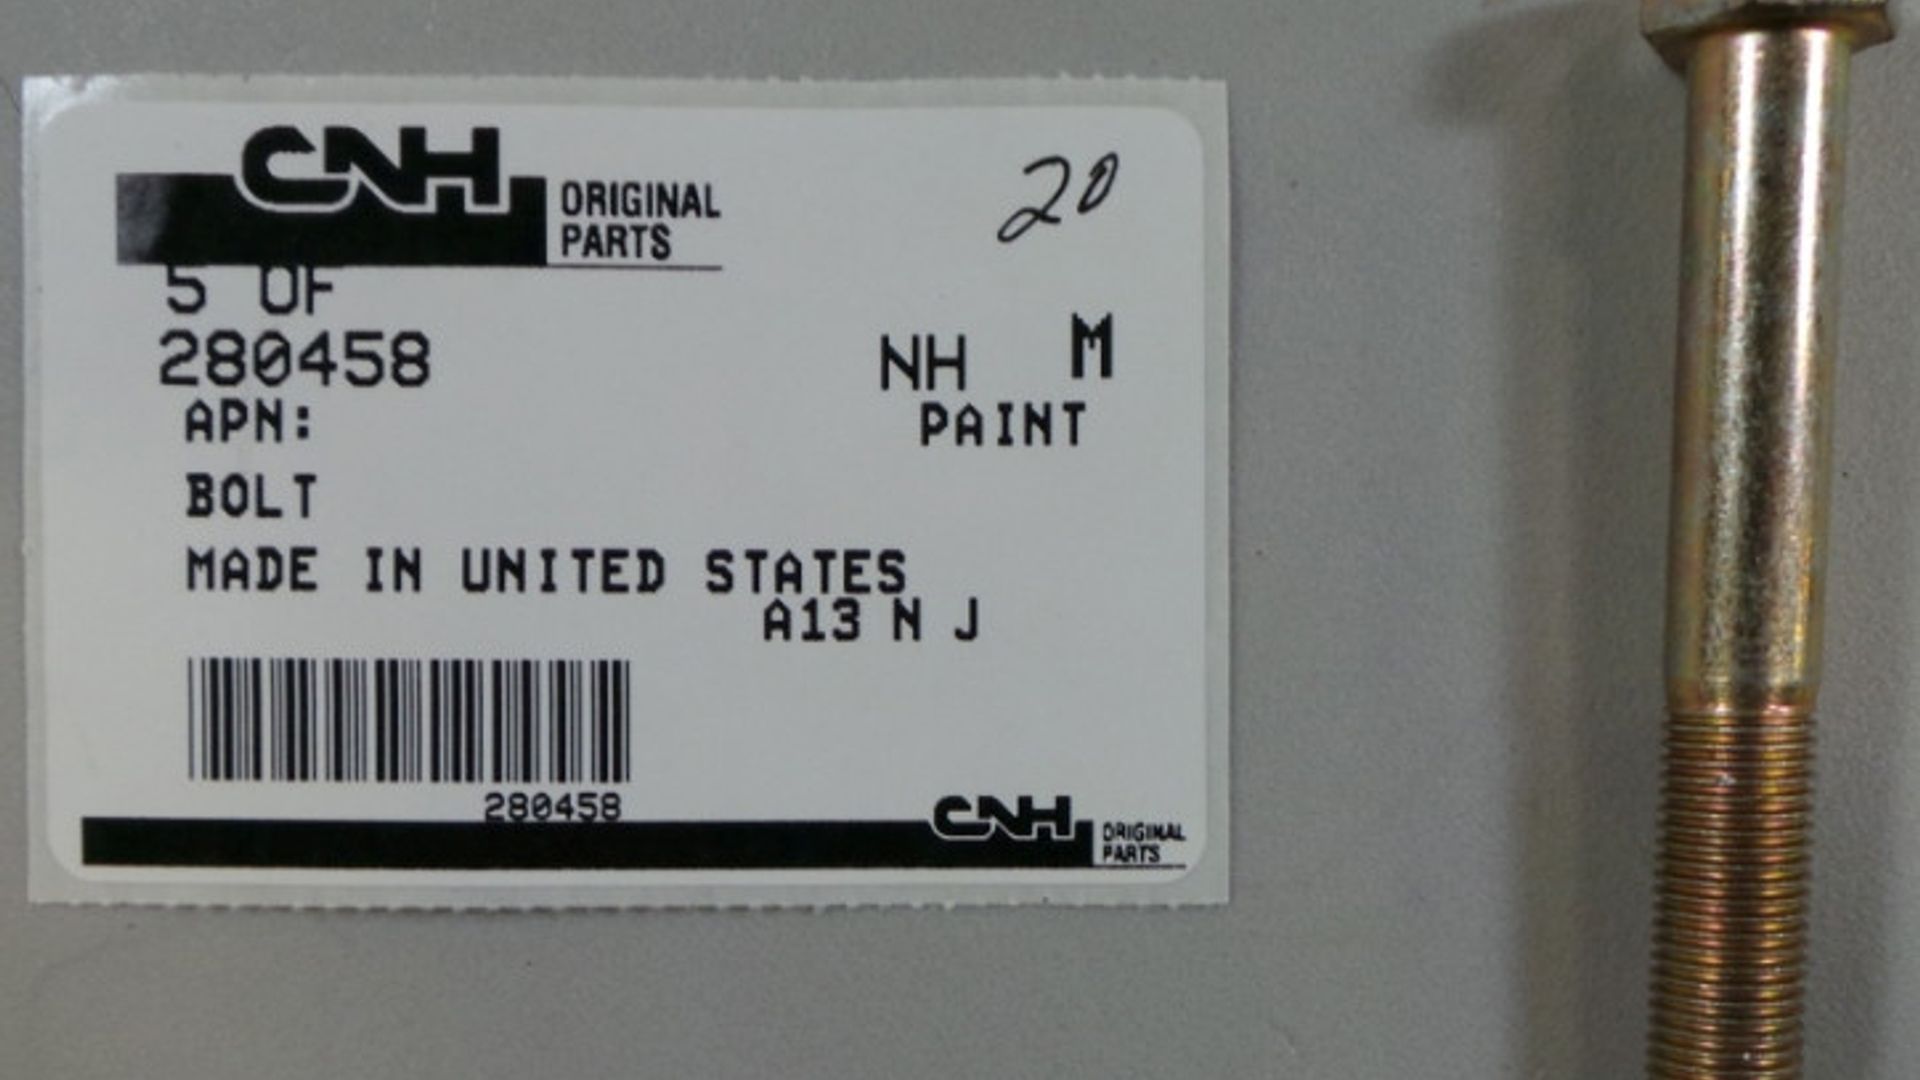 CNH ORIGINAL
PARTS
20
5 OF
280458
NH M
APN:
PAINT
BOLT
MADE IN UNITED STATES
A13 N J
280458
CNH ORIGINAL
PARTS